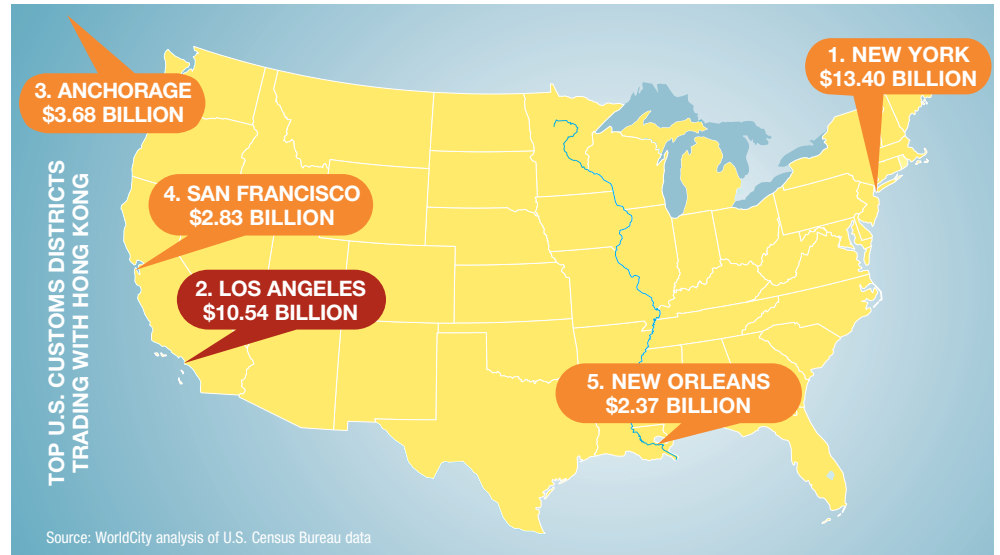 TOP U.S. CUSTOMS DISTRICTS
TRADING WITH HONG KONG
1. NEW YORK
$13.40 BILLION
3. ANCHORAGE
$3.68 BILLION
4. SAN FRANCISCO
$2.83 BILLION
2. LOS ANGELES
$10.54 BILLION
5. NEW ORLEANS
$2.37 BILLION
Source: WorldCity analysis of U.S. Census Bureau data